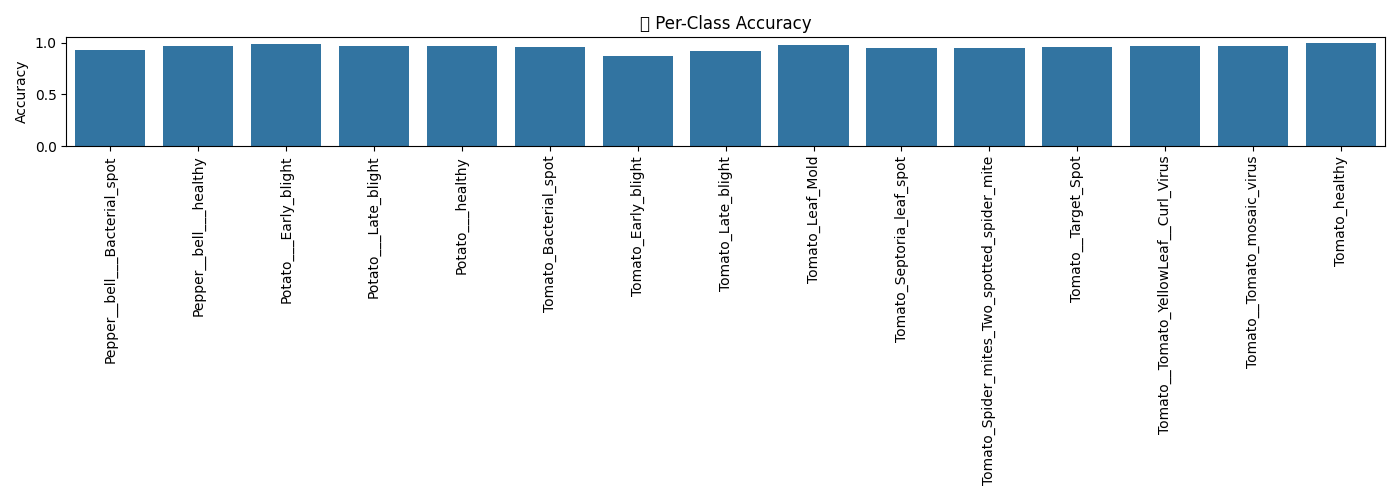 Per-Class Accuracy
Accuracy
1.0
0.5
0.0
Pepper__bell___Bacterial_spot
Pepper__bell___healthy
Potato___Early_blight
Potato___Late_blight
Potato___healthy
Tomato_Bacterial_spot
Tomato_Early_blight
Tomato_Late_blight
Tomato_Leaf_Mold
Tomato_Septoria_leaf_spot
Tomato_Spider_mites_Two_spotted_spider_mite
Tomato__Target_Spot
Tomato__Tomato_YellowLeaf__Curl_Virus
Tomato__Tomato_mosaic_virus
Tomato_healthy